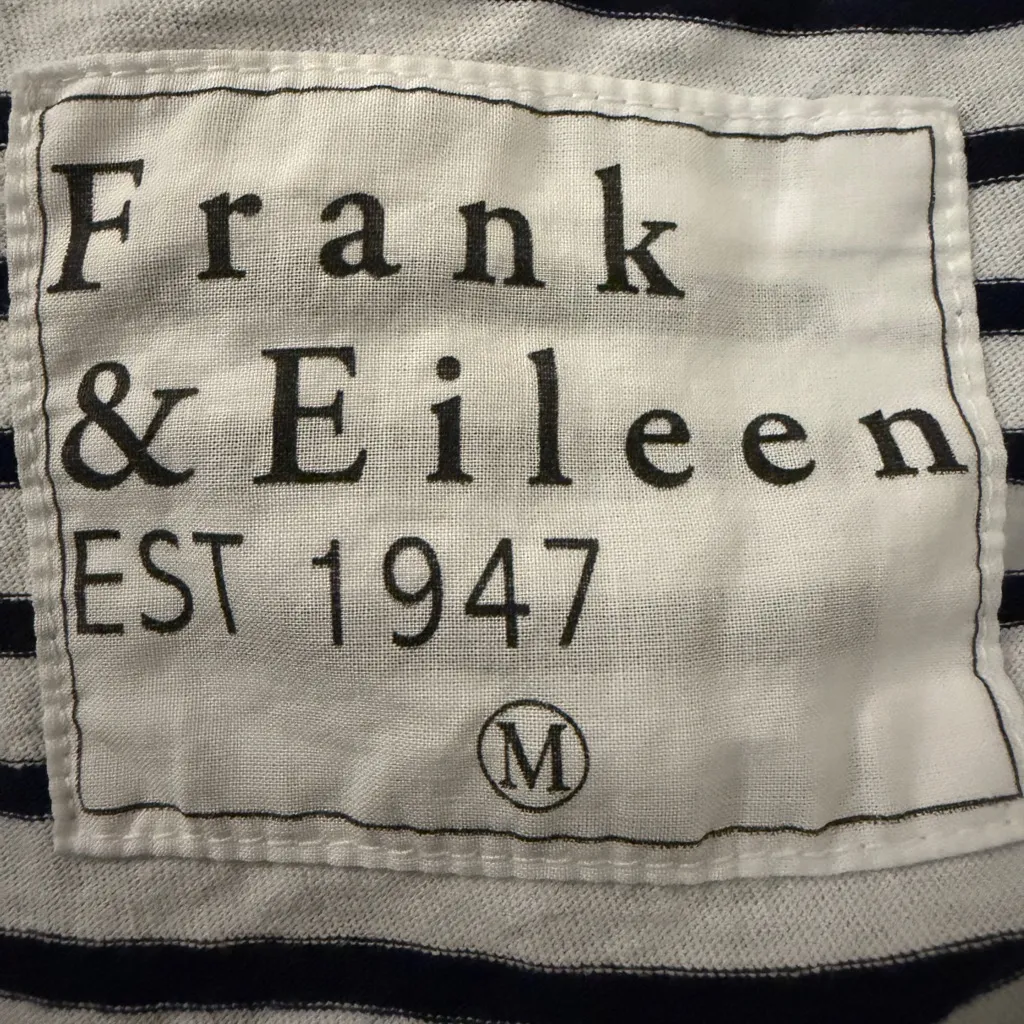 Frank
& Eileen
EST 1947
M